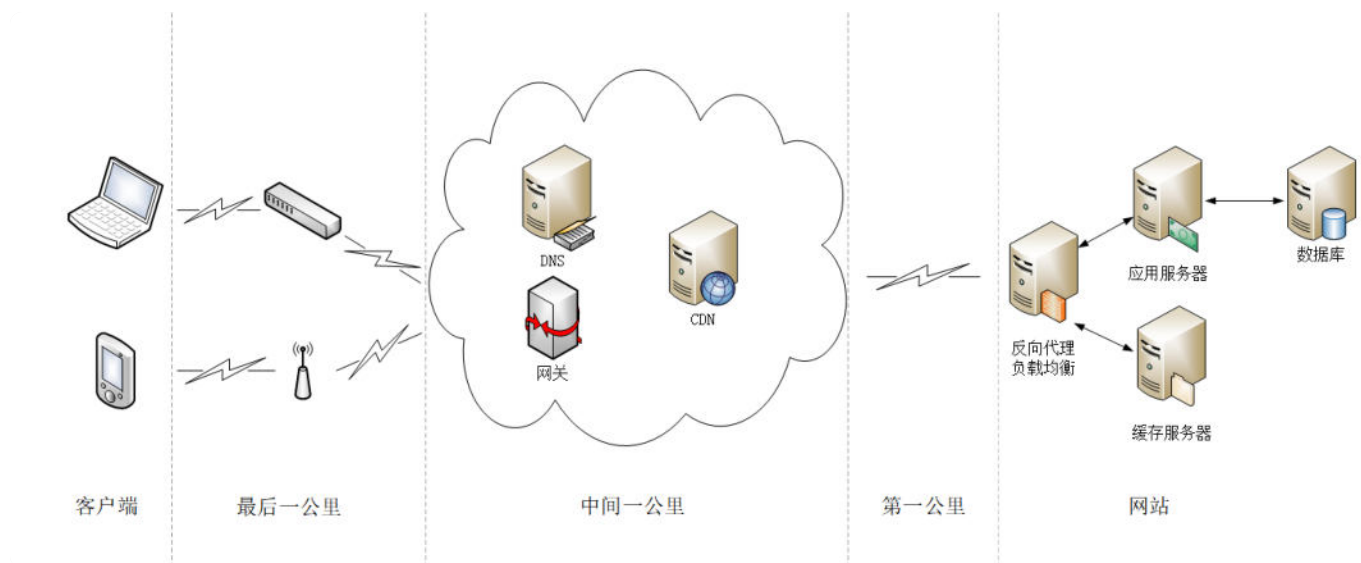 DNS
CDN
网关
应用服务器
数据库
反向代理
负载均衡
缓存服务器
客户端
最后一公里
中间一公里
第一公里
网站